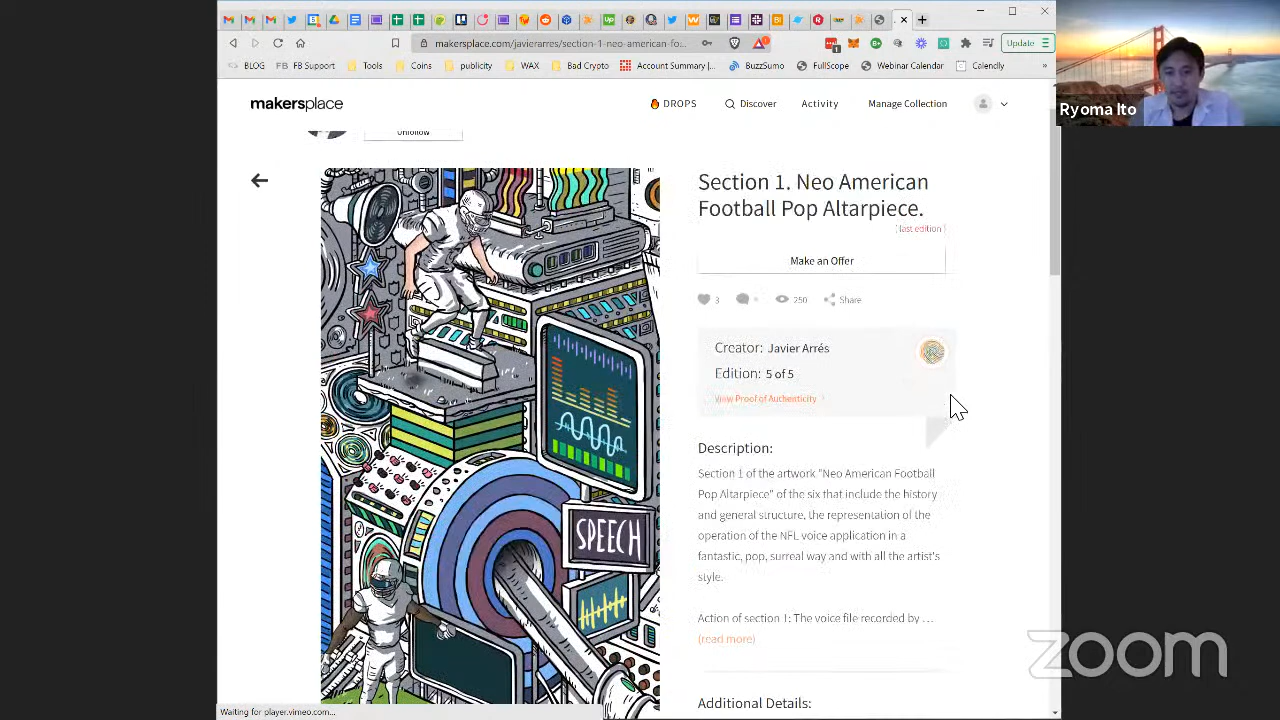 makersplace.com/javierarres/section-1-neo-american-fo...
Update
BLOG
FB Support
Tools
Coins
publicity
WAX
Bad Crypto
Account Summary |...
BuzzSumo
FullScope
Webinar Calendar
Calendly
»
Ryoma Ito
makersplace
DROPS
Discover
Activity
Manage Collection
Unfollow
Section 1. Neo American
Football Pop Altarpiece.
[ last edition ]
Make an Offer
3
250
Share
Creator: Javier Arrés
Edition: 5 of 5
View Proof of Authenticity
Description:
Section 1 of the artwork "Neo American Football
Pop Altarpiece" of the six that include the history
and general structure, the representation of the
operation of the NFL voice application in a
fantastic, pop, surreal way and with all the artist's
style.
Action of section 1: The voice file recorded by …
(read more)
Additional Details:
SPEECH
zoom
Waiting for player.vimeo.com...